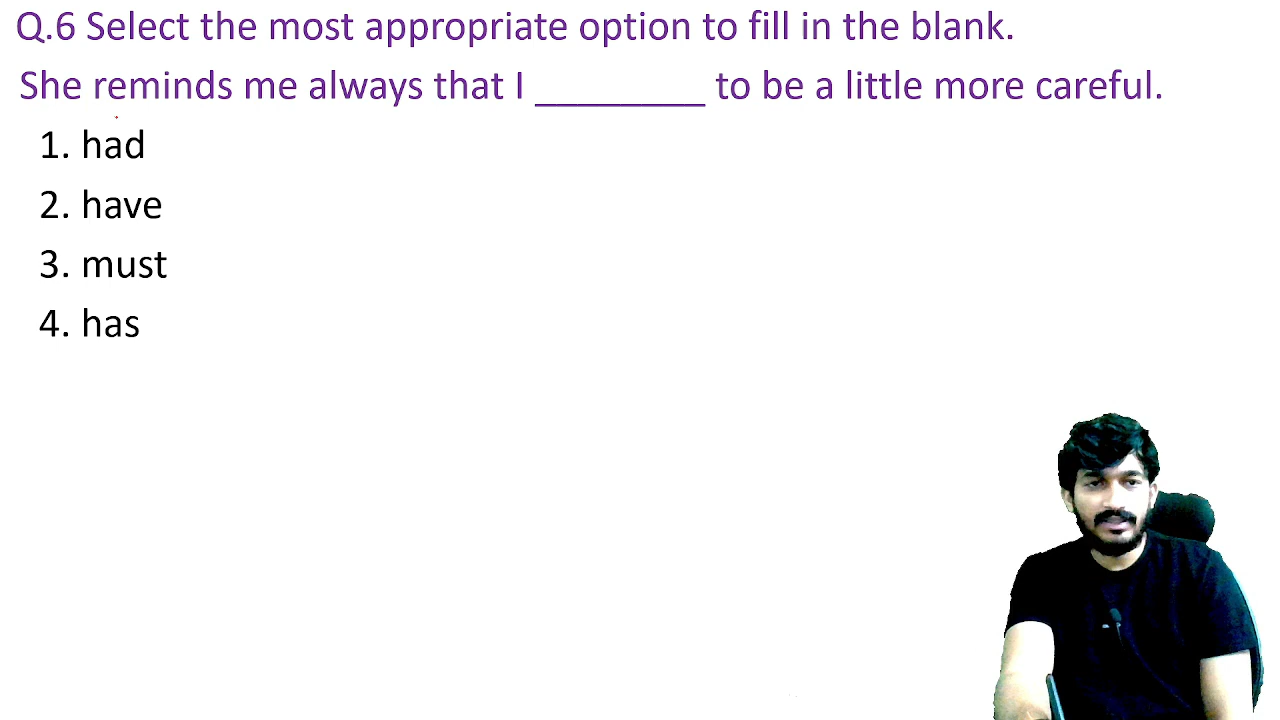 Q.6 Select the most appropriate option to fill in the blank.
She reminds me always that I ________ to be a little more careful.
1. had
2. have
3. must
4. has